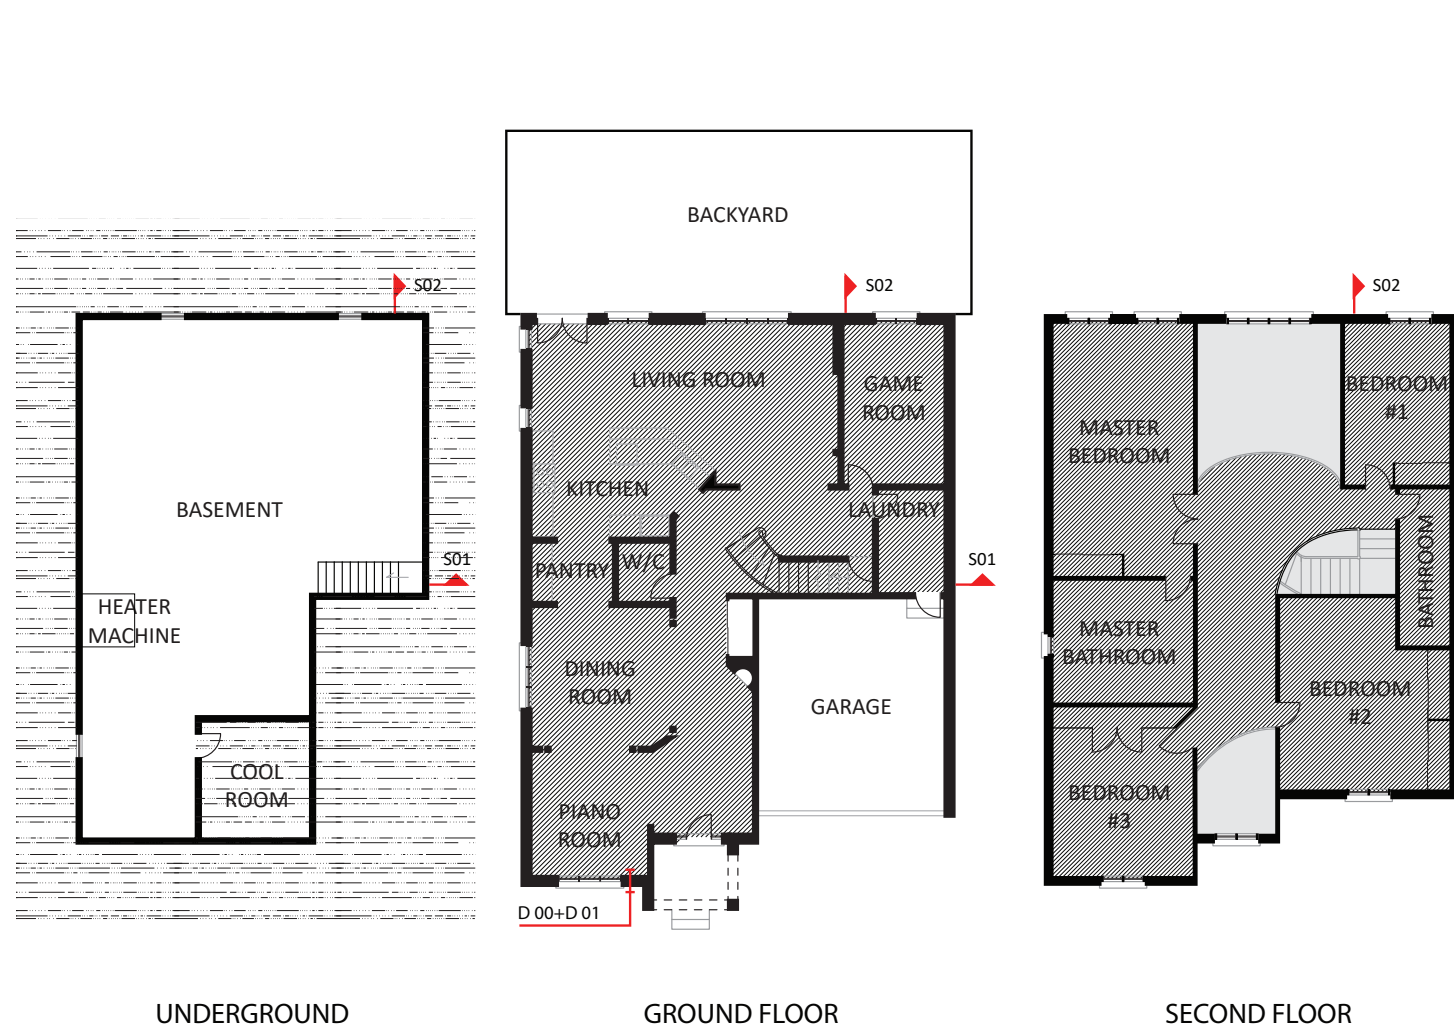 BACKYARD
S02
S02
S02
LIVING ROOM
GAME
ROOM
BEDROOM
#1
MASTER
BEDROOM
KITCHEN
BASEMENT
LAUNDRY
S01
W/C
PANTRY
S01
BATHROOM
HEATER
MACHINE
MASTER
BATHROOM
DINING
ROOM
GARAGE
BEDROOM
#2
COOL
ROOM
PIANO
ROOM
BEDROOM
#3
D 00+D 01
UNDERGROUND
GROUND FLOOR
SECOND FLOOR